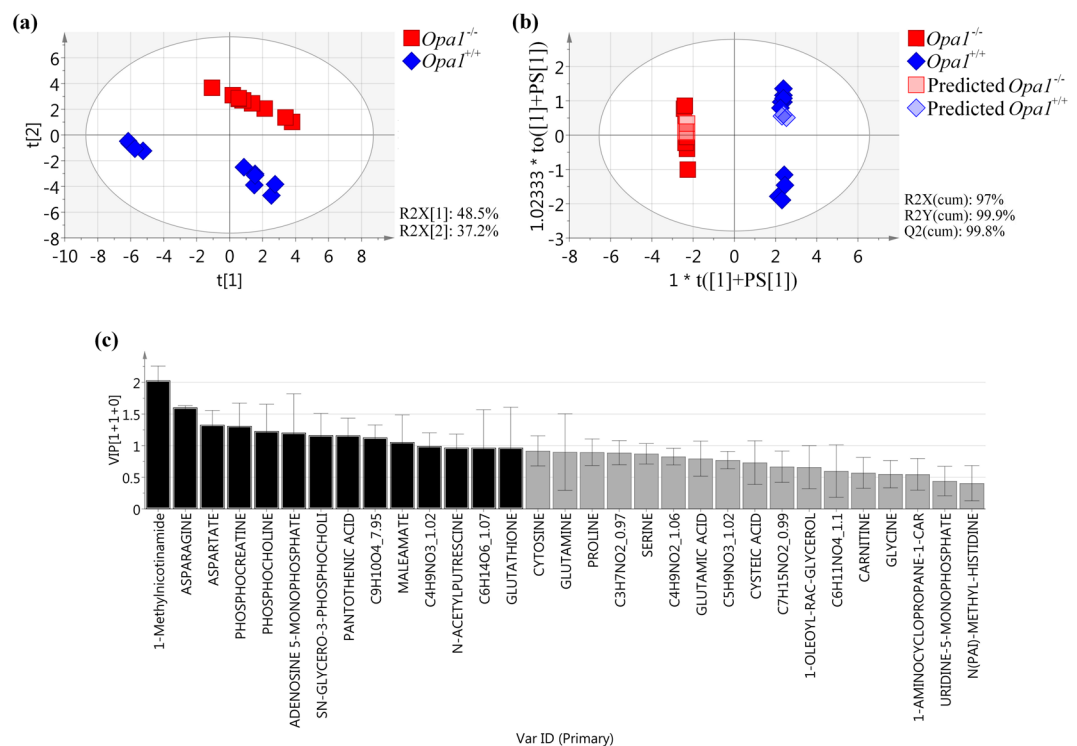 (a)
6
4
2
0
-2
-4
-6
-8
t[2]
-10
-8
-6
-4
-2
0
2
4
6
8
t[1]
Opa1-/-
Opa1+/+
R2X[1]: 48.5%
R2X[2]: 37.2%
(b)
3
2
1
0
-1
-2
-3
1.02333 * to([1]+PS[1])
-8
-6
-4
-2
0
2
4
6
1 * t([1]+PS[1])
Opa1-/-
Opa1+/+
Predicted Opa1-/-
Predicted Opa1+/+
R2X(cum): 97%
R2Y(cum): 99.9%
Q2(cum): 99.8%
(c)
2
1.5
1
0.5
0
VIP[1+1+0]
1-Methylnicotinamide
ASPARAGINE
ASPARTATE
PHOSPHOCREATINE
PHOSPHOCHOLINE
ADENOSINE 5-MONOPHOSPHATE
SN-GLYCERO-3-PHOSPHOCHOLI
PANTOTHENIC ACID
C9H10O4_7.95
MALEAMATE
C4H9NO3_1.02
N-ACETYLPUTRESCINE
C6H14O6_1.07
GLUTATHIONE
CYTOSINE
GLUTAMINE
PROLINE
C3H7NO2_0.97
SERINE
C4H9NO2_1.06
GLUTAMIC ACID
C5H9NO3_1.02
CYSTEIC ACID
C7H15NO2_0.99
1-OLEOYL-RAC-GLYCEROL
C6H11NO4_1.1
CARNITINE
GLYCINE
1-AMINOCYCLOPROPANE-1-CAR
URIDINE-5-MONOPHOSPHATE
N(PAI)-METHYL-HISTIDINE
Var ID (Primary)